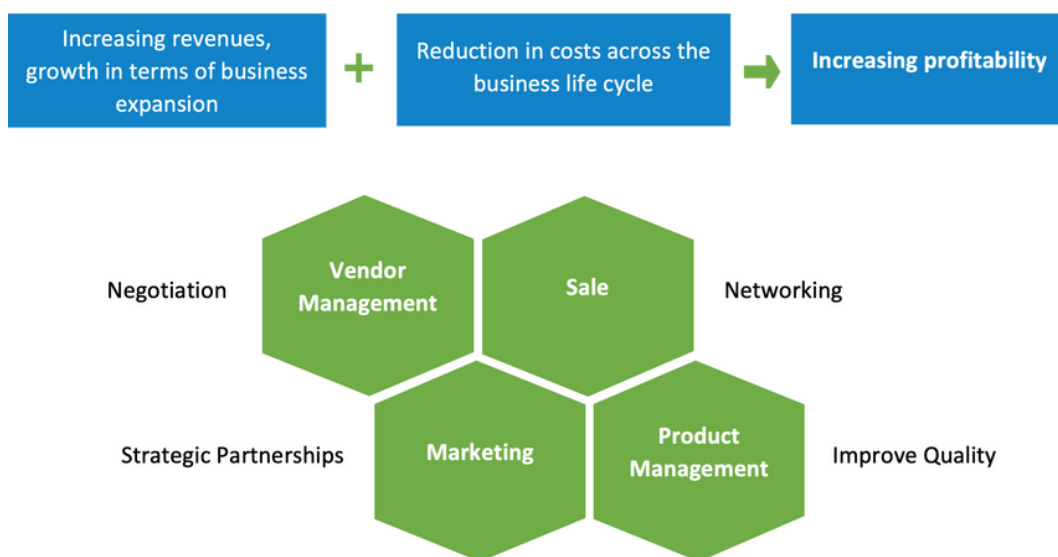 Increasing revenues,
growth in terms of business
expansion
+
Reduction in costs across the
business life cycle
Increasing profitability
Negotiation
Vendor
Management
Sale
Networking
Strategic Partnerships
Marketing
Product
Management
Improve Quality